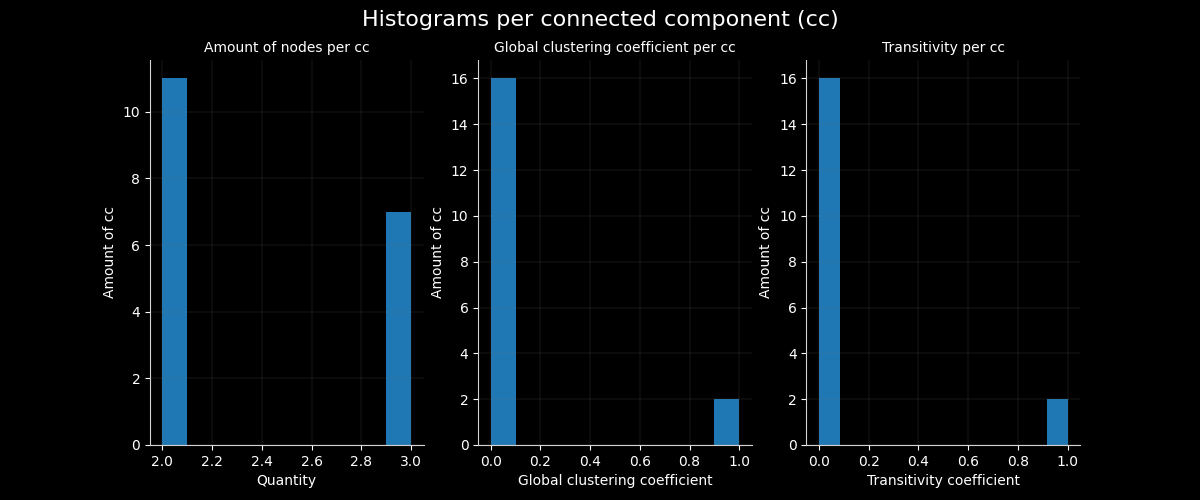 Histograms per connected component (cc)
Amount of nodes per cc
Amount of cc
10
8
6
4
2
0
2.0 2.2 2.4 2.6 2.8 3.0
Quantity
Global clustering coefficient per cc
Amount of cc
16
14
12
10
8
6
4
2
0
0.0 0.2 0.4 0.6 0.8 1.0
Global clustering coefficient
Transitivity per cc
Amount of cc
16
14
12
10
8
6
4
2
0
0.0 0.2 0.4 0.6 0.8 1.0
Transitivity coefficient